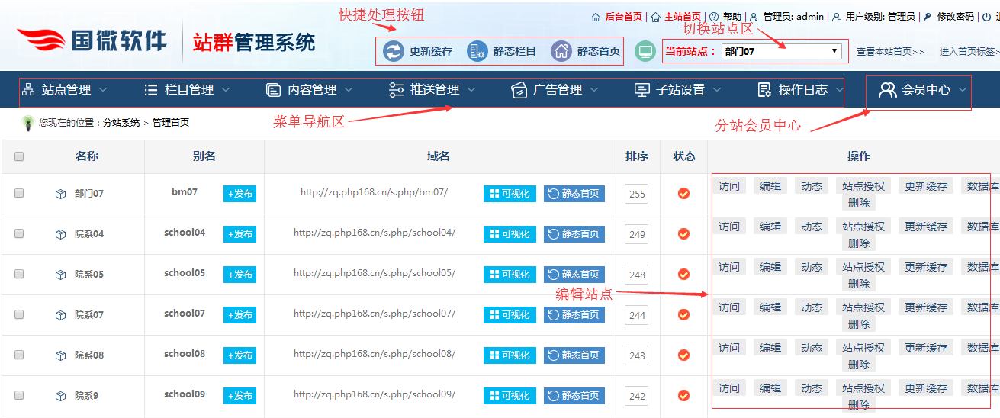 快捷处理按钮
后台首页 | 主站首页 | 帮助 | 管理员: admin | 用户级别: 管理员 | 修改密码 |
切换站点区
国微软件 站群管理系统
更新缓存 静态栏目 静态首页 当前站点： 部门07 查看本站首页>> 进入首页标签>
站点管理 栏目管理 内容管理 推送管理 广告管理 子站设置 操作日志 会员中心
菜单导航区
分站会员中心
您现在的位置：分站系统 > 管理首页
名称 别名 域名 排序 状态 操作
部门07 bm07 +发布 http://zq.php168.cn/s.php/bm07/ 可视化 静态首页 255 访问 编辑 动态 站点授权 更新缓存 数据库
删除
院系04 school04 +发布 http://zq.php168.cn/s.php/school04/ 可视化 静态首页 249 访问 编辑 动态 站点授权 更新缓存 数据库
删除
院系05 school05 +发布 http://zq.php168.cn/s.php/school05/ 可视化 静态首页 248 访问 编辑 动态 站点授权 更新缓存 数据库
删除
编辑站点
院系07 school07 +发布 http://zq.php168.cn/s.php/school07/ 可视化 静态首页 244 访问 编辑 动态 站点授权 更新缓存 数据库
删除
院系08 school08 +发布 http://zq.php168.cn/s.php/school08/ 可视化 静态首页 243 访问 编辑 动态 站点授权 更新缓存 数据库
删除
院系9 school09 +发布 http://zq.php168.cn/s.php/school09/ 可视化 静态首页 242 访问 编辑 动态 站点授权 更新缓存 数据库
删除